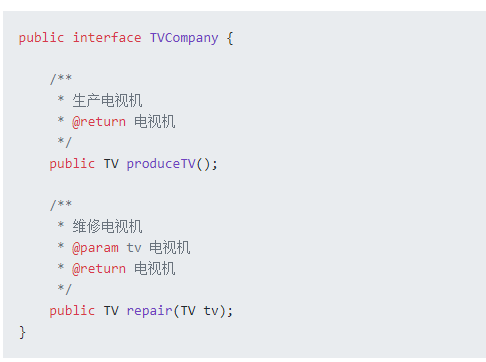 public interface TVCompany {
/**
* 生产电视机
* @return 电视机
*/
public TV produceTV();
/**
* 维修电视机
* @param tv 电视机
* @return 电视机
*/
public TV repair(TV tv);
}